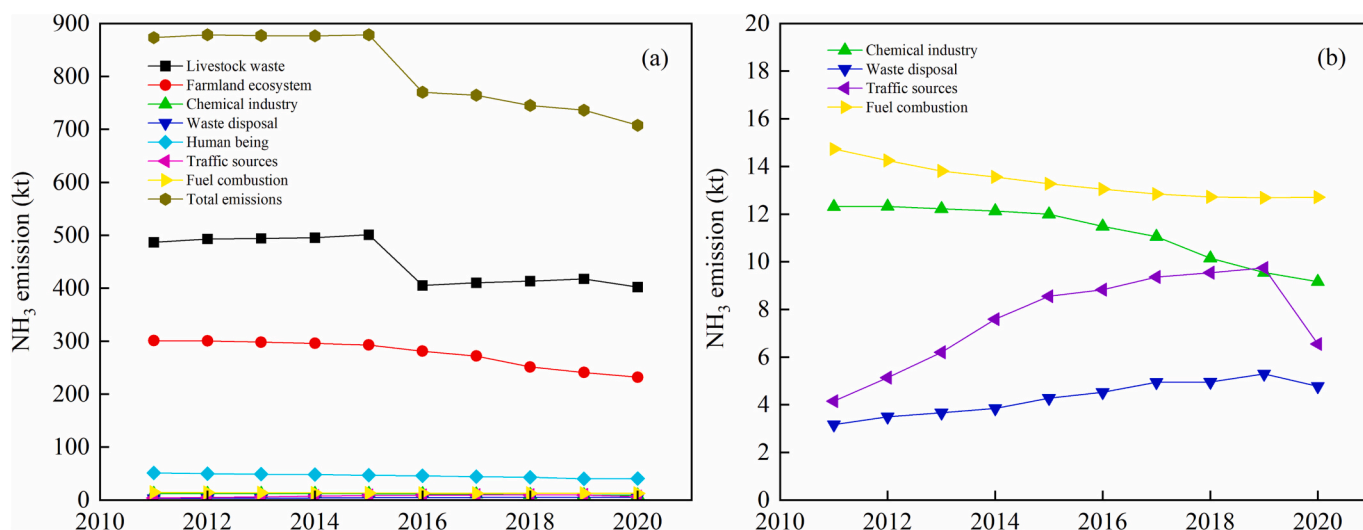 900
800
700
600
500
400
300
200
100
0
NH3 emission (kt)
(a)
Livestock waste
Farmland ecosystem
Chemical industry
Waste disposal
Human being
Traffic sources
Fuel combustion
Total emissions
2010 2012 2014 2016 2018 2020
20
18
16
14
12
10
8
6
4
2
0
NH3 emission (kt)
(b)
Chemical industry
Waste disposal
Traffic sources
Fuel combustion
2010 2012 2014 2016 2018 2020